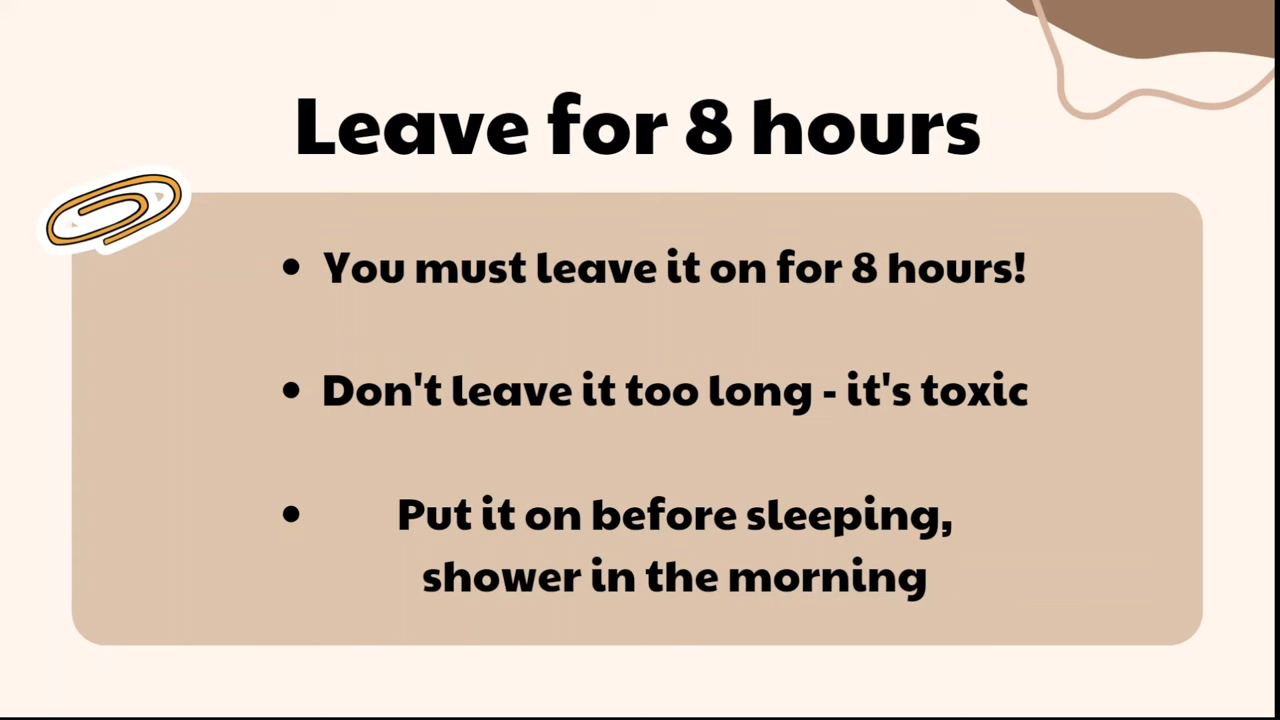 Leave for 8 hours
• You must leave it on for 8 hours!
• Don't leave it too long - it's toxic
• Put it on before sleeping,
shower in the morning